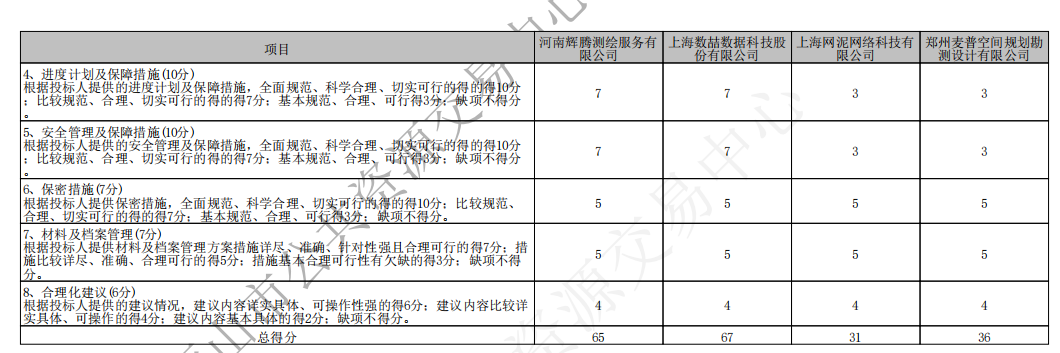 项目 河南辉腾测绘服务有 上海数喆数据科技股 上海网泥网络科技有 郑州麦普空间规划勘
限公司 份有限公司 限公司 测设计有限公司
4、进度计划及保障措施(10分)
根据投标人提供的进度计划及保障措施，全面规范、科学合理、切实可行的得的得10分
；比较规范、合理、切实可行的得的得7分；基本规范、合理、可行得3分；缺项不得分
。
7 7 3 3
5、安全管理及保障措施(10分)
根据投标人提供的安全管理及保障措施，全面规范、科学合理、切实可行的得的得10分
；比较规范、合理、切实可行的得的得7分；基本规范、合理、可行得3分；缺项不得分
。
7 7 3 3
6、保密措施(7分)
根据投标人提供保密措施，全面规范、科学合理、切实可行的得的得10分；比较规范、
合理、切实可行的得的得7分；基本规范、合理、可行得3分；缺项不得分。
5 5 5 5
7、材料及档案管理(7分)
根据投标人提供材料及档案管理方案措施详尽、准确、针对性强且合理可行的得7分；措
施比较详尽、准确、合理可行的得5分；措施基本合理可行性有欠缺的得3分；缺项不得
分。
5 5 5 5
8、合理化建议(6分)
根据投标人提供的建议情况，建议内容详实具体、可操作性强的得6分；建议内容比较详
实具体、可操作的得4分；建议内容基本具体的得2分；缺项不得分。
4 4 4 4
总得分 65 67 31 36
山市公共资源交易中心
资源交易中心